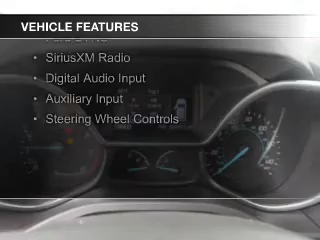 VEHICLE FEATURES
• SiriusXM Radio
• Digital Audio Input
• Auxiliary Input
• Steering Wheel Controls